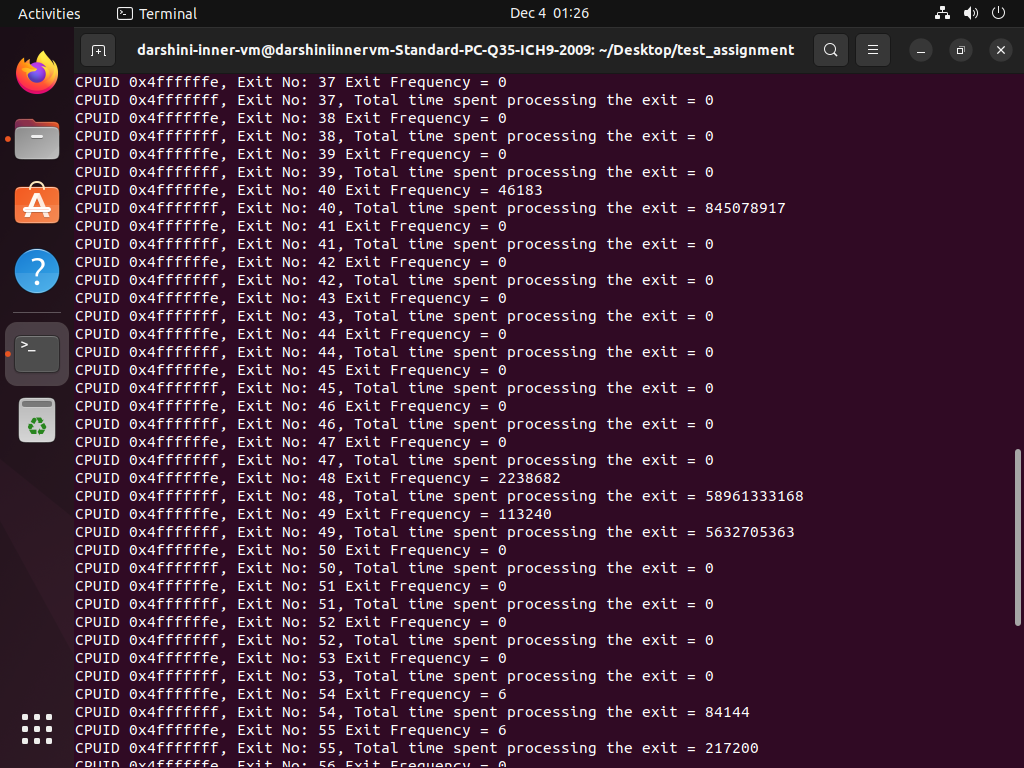 Activities
Terminal
Dec 4 01:26
darshini-inner-vm@darshiniinnervm-Standard-PC-Q35-ICH9-2009: ~/Desktop/test_assignment
CPUID 0x4ffffffe, Exit No: 37 Exit Frequency = 0
CPUID 0x4fffffff, Exit No: 37, Total time spent processing the exit = 0
CPUID 0x4ffffffe, Exit No: 38 Exit Frequency = 0
CPUID 0x4fffffff, Exit No: 38, Total time spent processing the exit = 0
CPUID 0x4ffffffe, Exit No: 39 Exit Frequency = 0
CPUID 0x4fffffff, Exit No: 39, Total time spent processing the exit = 0
CPUID 0x4ffffffe, Exit No: 40 Exit Frequency = 46183
CPUID 0x4fffffff, Exit No: 40, Total time spent processing the exit = 845078917
CPUID 0x4ffffffe, Exit No: 41 Exit Frequency = 0
CPUID 0x4fffffff, Exit No: 41, Total time spent processing the exit = 0
CPUID 0x4ffffffe, Exit No: 42 Exit Frequency = 0
CPUID 0x4fffffff, Exit No: 42, Total time spent processing the exit = 0
CPUID 0x4ffffffe, Exit No: 43 Exit Frequency = 0
CPUID 0x4fffffff, Exit No: 43, Total time spent processing the exit = 0
CPUID 0x4ffffffe, Exit No: 44 Exit Frequency = 0
CPUID 0x4fffffff, Exit No: 44, Total time spent processing the exit = 0
CPUID 0x4ffffffe, Exit No: 45 Exit Frequency = 0
CPUID 0x4fffffff, Exit No: 45, Total time spent processing the exit = 0
CPUID 0x4ffffffe, Exit No: 46 Exit Frequency = 0
CPUID 0x4fffffff, Exit No: 46, Total time spent processing the exit = 0
CPUID 0x4ffffffe, Exit No: 47 Exit Frequency = 0
CPUID 0x4fffffff, Exit No: 47, Total time spent processing the exit = 0
CPUID 0x4ffffffe, Exit No: 48 Exit Frequency = 2238682
CPUID 0x4fffffff, Exit No: 48, Total time spent processing the exit = 58961333168
CPUID 0x4ffffffe, Exit No: 49 Exit Frequency = 113240
CPUID 0x4fffffff, Exit No: 49, Total time spent processing the exit = 5632705363
CPUID 0x4ffffffe, Exit No: 50 Exit Frequency = 0
CPUID 0x4fffffff, Exit No: 50, Total time spent processing the exit = 0
CPUID 0x4ffffffe, Exit No: 51 Exit Frequency = 0
CPUID 0x4fffffff, Exit No: 51, Total time spent processing the exit = 0
CPUID 0x4ffffffe, Exit No: 52 Exit Frequency = 0
CPUID 0x4fffffff, Exit No: 52, Total time spent processing the exit = 0
CPUID 0x4ffffffe, Exit No: 53 Exit Frequency = 0
CPUID 0x4fffffff, Exit No: 53, Total time spent processing the exit = 0
CPUID 0x4ffffffe, Exit No: 54 Exit Frequency = 6
CPUID 0x4fffffff, Exit No: 54, Total time spent processing the exit = 84144
CPUID 0x4ffffffe, Exit No: 55 Exit Frequency = 6
CPUID 0x4fffffff, Exit No: 55, Total time spent processing the exit = 217200
CPUID 0x4ffffffe, Exit No: 56 Exit Frequency = 0